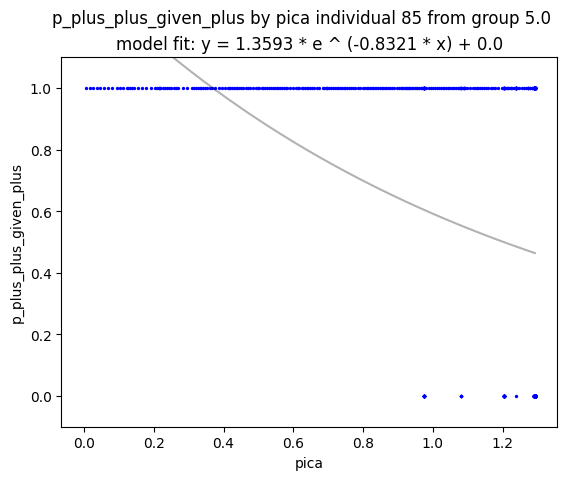 p_plus_plus_given_plus by pica individual 85 from group 5.0
model fit: y = 1.3593 * e ^ (-0.8321 * x) + 0.0
p_plus_plus_given_plus
1.0
0.8
0.6
0.4
0.2
0.0
0.0 0.2 0.4 0.6 0.8 1.0 1.2
pica